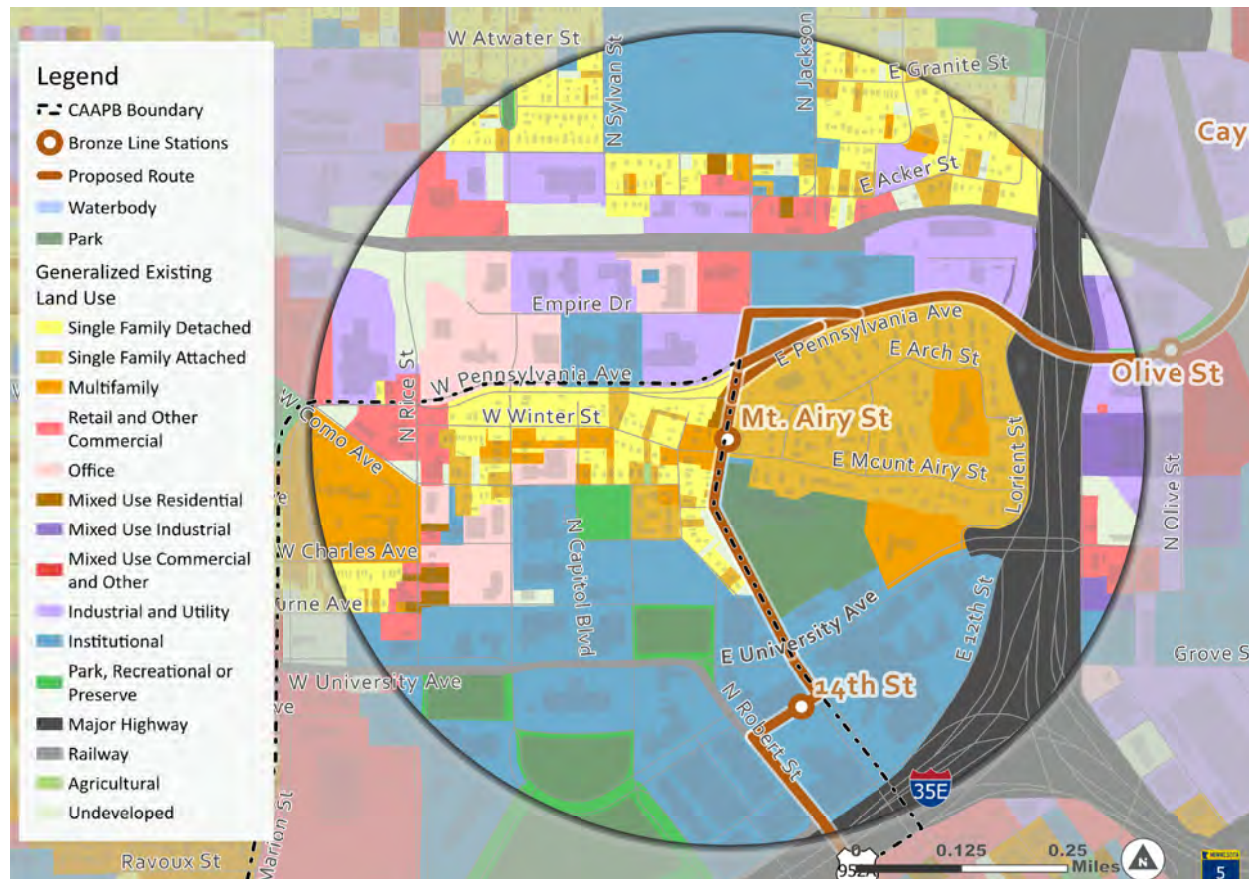 Legend
CAAPB Boundary
Bronze Line Stations
Proposed Route
Waterbody
Park
Generalized Existing
Land Use
Single Family Detached
Single Family Attached
Multifamily
Retail and Other
Commercial
Office
Mixed Use Residential
Mixed Use Industrial
Mixed Use Commercial
and Other
Industrial and Utility
Institutional
Park, Recreational or
Preserve
Major Highway
Railway
Agricultural
Undeveloped
W Atwater St
N Sylvan St
N Jackson
E Granite St
Cay
E Acker St
Empire Dr
E Pennsylvania Ave
E Arch St
Olive St
W Pennsylvania Ave
N Rice St
W Como Ave
W Winter St
Mt. Airy St
E Mount Airy St
Lorient St
N Olive St
N Capitol Blvd
W Charles Ave
urne Ave
E University Ave
E 12th St
Grove S
W University Ave
14th St
N Robert St
35E
Marion St
Ravoux St
952A
0 0.125 0.25
Miles
N
MINNESOTA
5